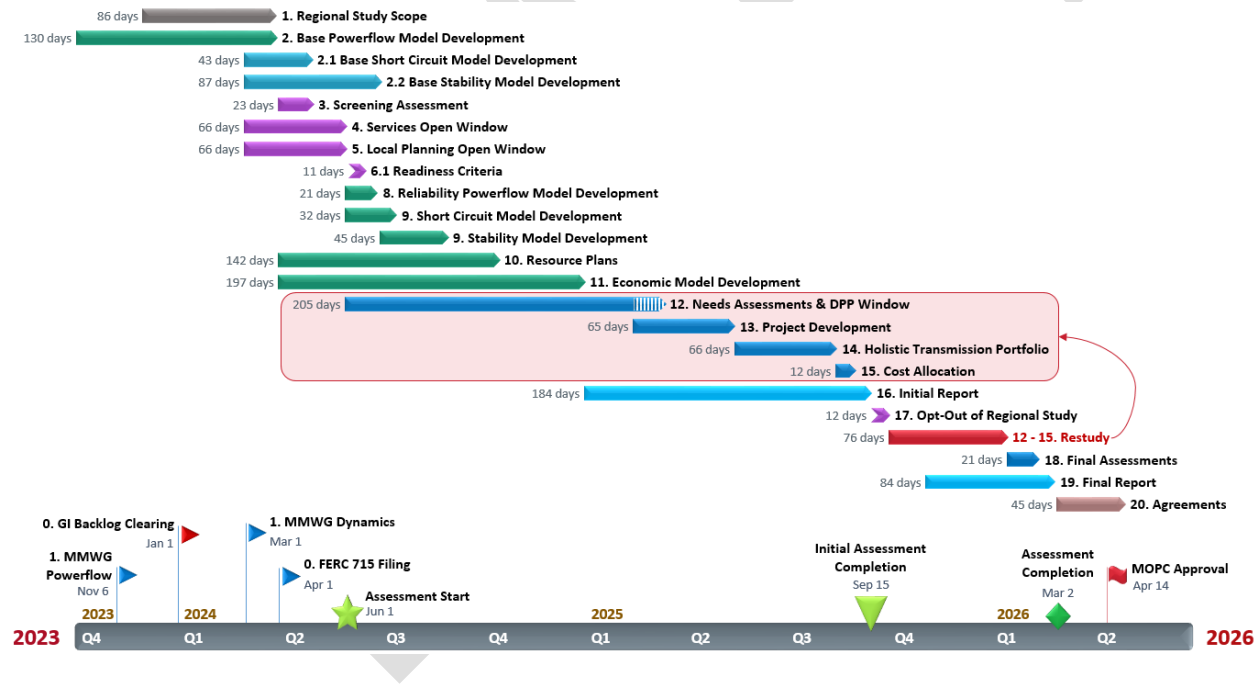 86 days 1. Regional Study Scope
130 days 2. Base Powerflow Model Development
43 days 2.1 Base Short Circuit Model Development
87 days 2.2 Base Stability Model Development
23 days 3. Screening Assessment
66 days 4. Services Open Window
66 days 5. Local Planning Open Window
11 days 6.1 Readiness Criteria
21 days 8. Reliability Powerflow Model Development
32 days 9. Short Circuit Model Development
45 days 9. Stability Model Development
142 days 10. Resource Plans
197 days 11. Economic Model Development
205 days 12. Needs Assessments & DPP Window
65 days 13. Project Development
66 days 14. Holistic Transmission Portfolio
12 days 15. Cost Allocation
184 days 16. Initial Report
12 days 17. Opt-Out of Regional Study
76 days 12 - 15. Restudy
21 days 18. Final Assessments
84 days 19. Final Report
45 days 20. Agreements
0. GI Backlog Clearing
Jan 1
1. MMWG Dynamics
Mar 1
1. MMWG
Powerflow
Nov 6
0. FERC 715 Filing
Apr 1
Assessment Start
Jun 1
Initial Assessment
Completion
Sep 15
Assessment
Completion
Mar 2
MOPC Approval
Apr 14
2023 2024 2025 2026
2023 Q4 Q1 Q2 Q3 Q4 Q1 Q2 Q3 Q4 Q1 Q2 2026